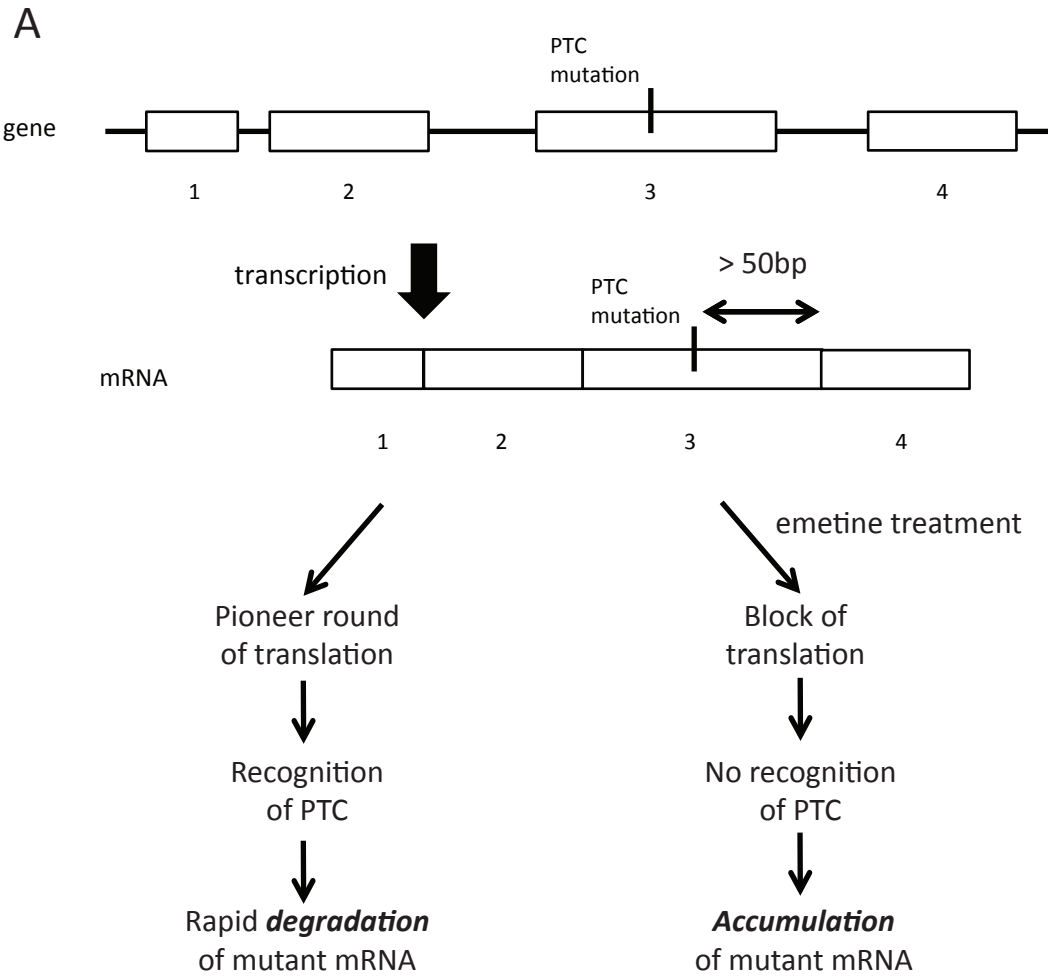 A
PTC
mutation
gene
1 2 3 4
transcription
> 50bp
PTC
mutation
mRNA
1 2 3 4
emetine treatment
Pioneer round
of translation
Block of
translation
Recognition
of PTC
No recognition
of PTC
Rapid degradation
of mutant mRNA
Accumulation
of mutant mRNA